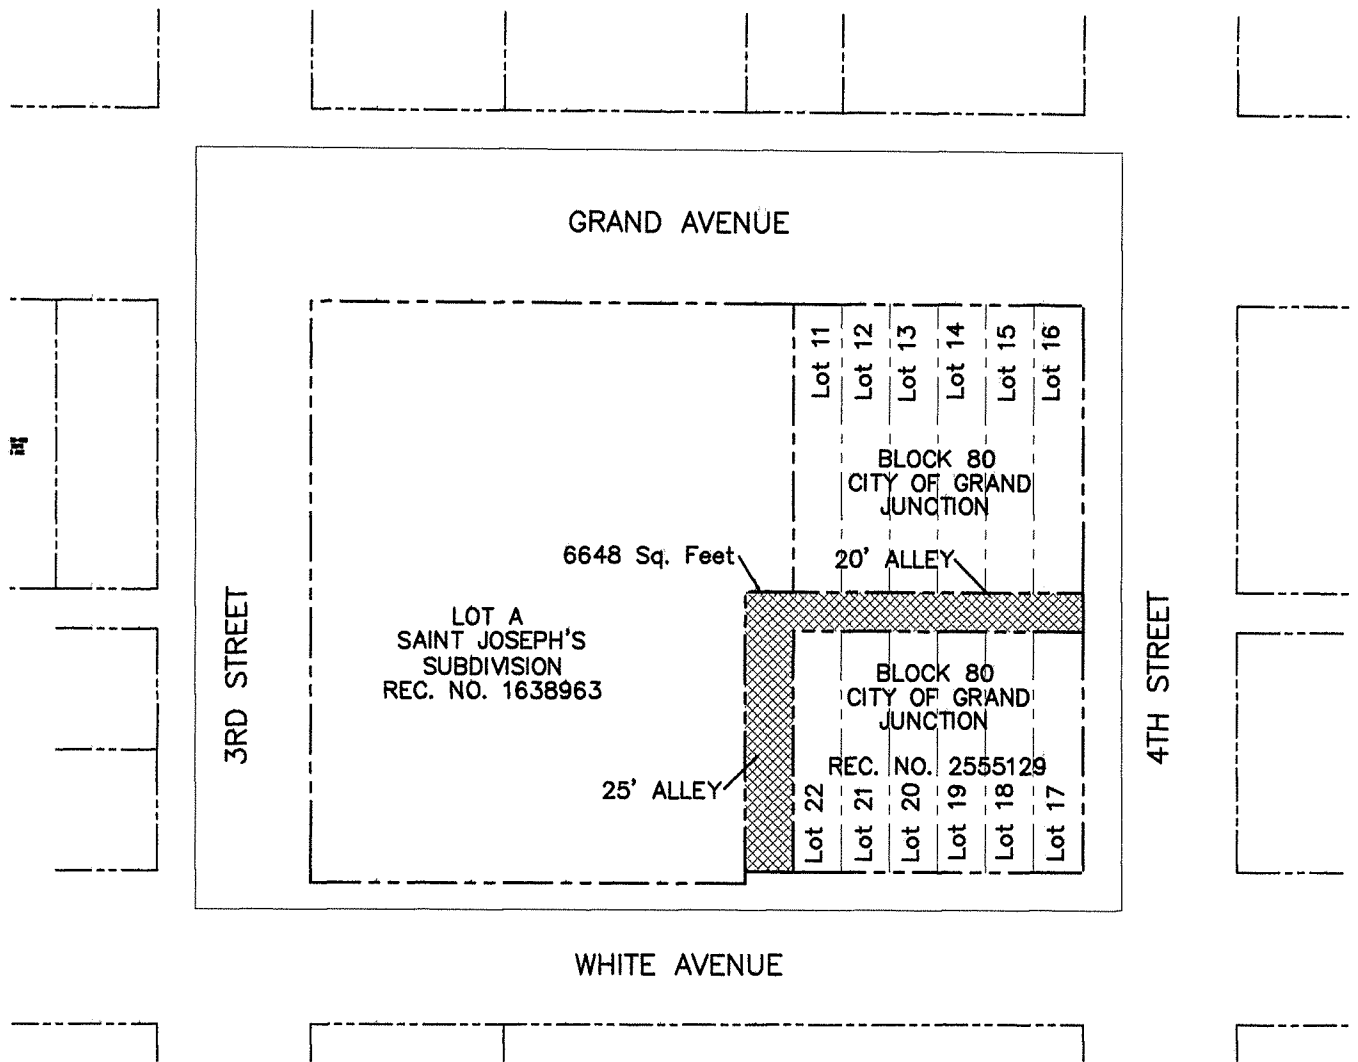 GRAND AVENUE
Lot 11
Lot 12
Lot 13
Lot 14
Lot 15
Lot 16
BLOCK 80
CITY OF GRAND
JUNCTION
6648 Sq. Feet
20' ALLEY
LOT A
SAINT JOSEPH'S
SUBDIVISION
REC. NO. 1638963
3RD STREET
4TH STREET
BLOCK 80
CITY OF GRAND
JUNCTION
REC. NO. 2555129
25' ALLEY
Lot 22
Lot 21
Lot 20
Lot 19
Lot 18
Lot 17
WHITE AVENUE